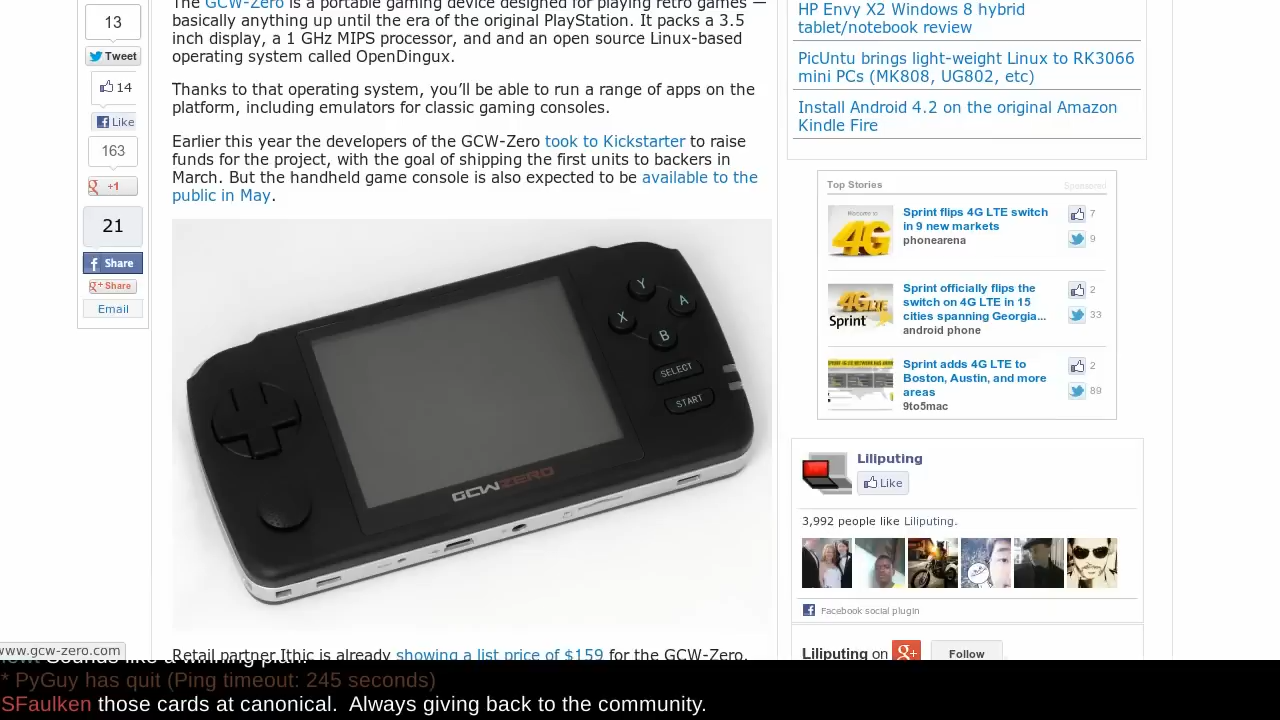 The GCW-Zero is a portable gaming device designed for playing retro games —
basically anything up until the era of the original PlayStation. It packs a 3.5
inch display, a 1 GHz MIPS processor, and and an open source Linux-based
operating system called OpenDingux.
Thanks to that operating system, you’ll be able to run a range of apps on the
platform, including emulators for classic gaming consoles.
Earlier this year the developers of the GCW-Zero took to Kickstarter to raise
funds for the project, with the goal of shipping the first units to backers in
March. But the handheld game console is also expected to be available to the
public in May.
Y
A
X
B
SELECT
START
GCWZERO
Retail partner Ithic is already showing a list price of $159 for the GCW-Zero.
13
Tweet
14
Like
163
+1
21
Share
Share
Email
HP Envy X2 Windows 8 hybrid
tablet/notebook review
PicUntu brings light-weight Linux to RK3066
mini PCs (MK808, UG802, etc)
Install Android 4.2 on the original Amazon
Kindle Fire
Top Stories
Sponsored
4G
Sprint flips 4G LTE switch
in 9 new markets
phonearena
7
9
4G LTE
Sprint
Sprint officially flips the
switch on 4G LTE in 15
cities spanning Georgia...
android phone
2
33
Sprint adds 4G LTE to
Boston, Austin, and more
areas
9to5mac
2
89
Liliputing
Like
3,992 people like Liliputing.
Facebook social plugin
Liliputing on g+ Follow
www.gcw-zero.com
Sounds like a winning plan!
* PyGuy has quit (Ping timeout: 245 seconds)
SFaulken those cards at canonical. Always giving back to the community.